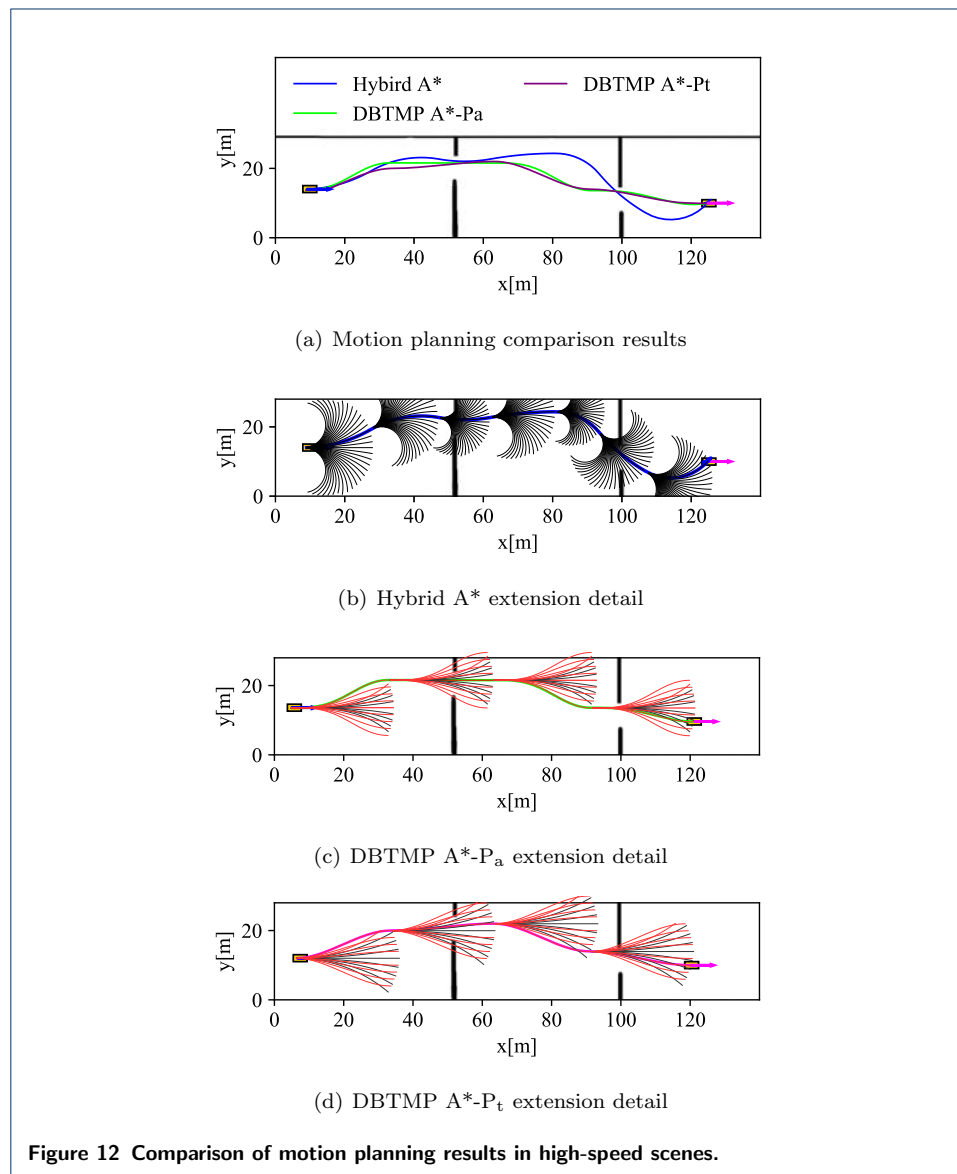 Hybird A*
DBTMP A*-Pt
DBTMP A*-Pa
y[m]
20
0
0 20 40 60 80 100 120
x[m]
(a) Motion planning comparison results
y[m]
20
0
0 20 40 60 80 100 120
x[m]
(b) Hybrid A* extension detail
y[m]
20
0
0 20 40 60 80 100 120
x[m]
(c) DBTMP A*-Pa extension detail
y[m]
20
0
0 20 40 60 80 100 120
x[m]
(d) DBTMP A*-Pt extension detail
Figure 12 Comparison of motion planning results in high-speed scenes.